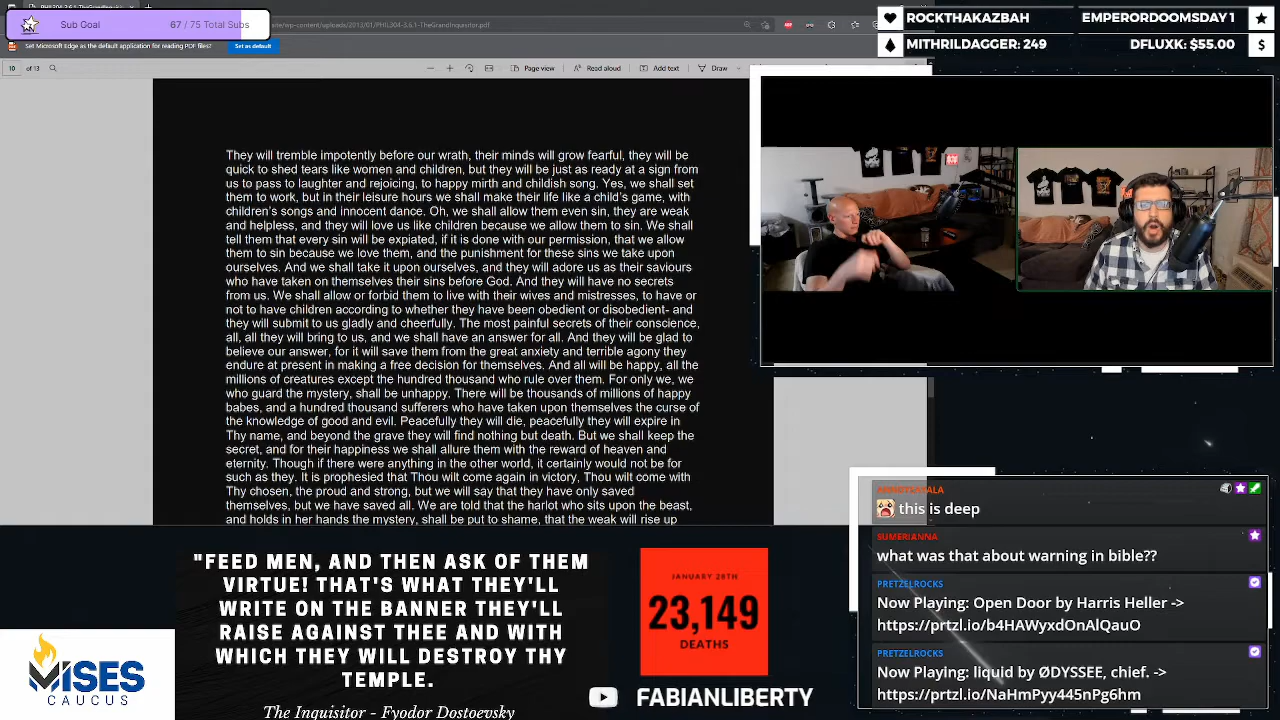 Sub Goal
67 / 75 Total Subs
site/wp-content/uploads/2013/01/PHIL304-3.6.1-TheGrandInquisitor.pdf
Set Microsoft Edge as the default application for reading PDF files?
Set as default
10 of 13
Page view
Read aloud
Add text
Draw
ROCKTHAKAZBAH
EMPERORDOOMSDAY 1
MITHRILDAGGER: 249
DFLUXK: $55.00
They will tremble impotently before our wrath, their minds will grow fearful, they will be
quick to shed tears like women and children, but they will be just as ready at a sign from
us to pass to laughter and rejoicing, to happy mirth and childish song. Yes, we shall set
them to work, but in their leisure hours we shall make their life like a child's game, with
children's songs and innocent dance. Oh, we shall allow them even sin, they are weak
and helpless, and they will love us like children because we allow them to sin. We shall
tell them that every sin will be expiated, if it is done with our permission, that we allow
them to sin because we love them, and the punishment for these sins we take upon
ourselves. And we shall take it upon ourselves, and they will adore us as their saviours
who have taken on themselves their sins before God. And they will have no secrets
from us. We shall allow or forbid them to live with their wives and mistresses, to have or
not to have children according to whether they have been obedient or disobedient- and
they will submit to us gladly and cheerfully. The most painful secrets of their conscience,
all, all they will bring to us, and we shall have an answer for all. And they will be glad to
believe our answer, for it will save them from the great anxiety and terrible agony they
endure at present in making a free decision for themselves. And all will be happy, all the
millions of creatures except the hundred thousand who rule over them. For only we, we
who guard the mystery, shall be unhappy. There will be thousands of millions of happy
babes, and a hundred thousand sufferers who have taken upon themselves the curse of
the knowledge of good and evil. Peacefully they will die, peacefully they will expire in
Thy name, and beyond the grave they will find nothing but death. But we shall keep the
secret, and for their happiness we shall allure them with the reward of heaven and
eternity. Though if there were anything in the other world, it certainly would not be for
such as they. It is prophesied that Thou wilt come again in victory, Thou wilt come with
Thy chosen, the proud and strong, but we will say that they have only saved
themselves, but we have saved all. We are told that the harlot who sits upon the beast,
and holds in her hands the mystery, shall be put to shame, that the weak will rise up
this is deep
SUMERIANNA
what was that about warning in bible??
PRETZELROCKS
Now Playing: Open Door by Harris Heller ->
https://prtzl.io/b4HAWyxdOnAlQauO
PRETZELROCKS
Now Playing: liquid by ØDYSSEE, chief. ->
https://prtzl.io/NaHmPyy445nPg6hm
"FEED MEN, AND THEN ASK OF THEM
VIRTUE! THAT'S WHAT THEY'LL
WRITE ON THE BANNER THEY'LL
RAISE AGAINST THEE AND WITH
WHICH THEY WILL DESTROY THY
TEMPLE.
The Inquisitor - Fyodor Dostoevsky
JANUARY 28TH
23,149
DEATHS
MISES
CAUCUS
FABIANLIBERTY